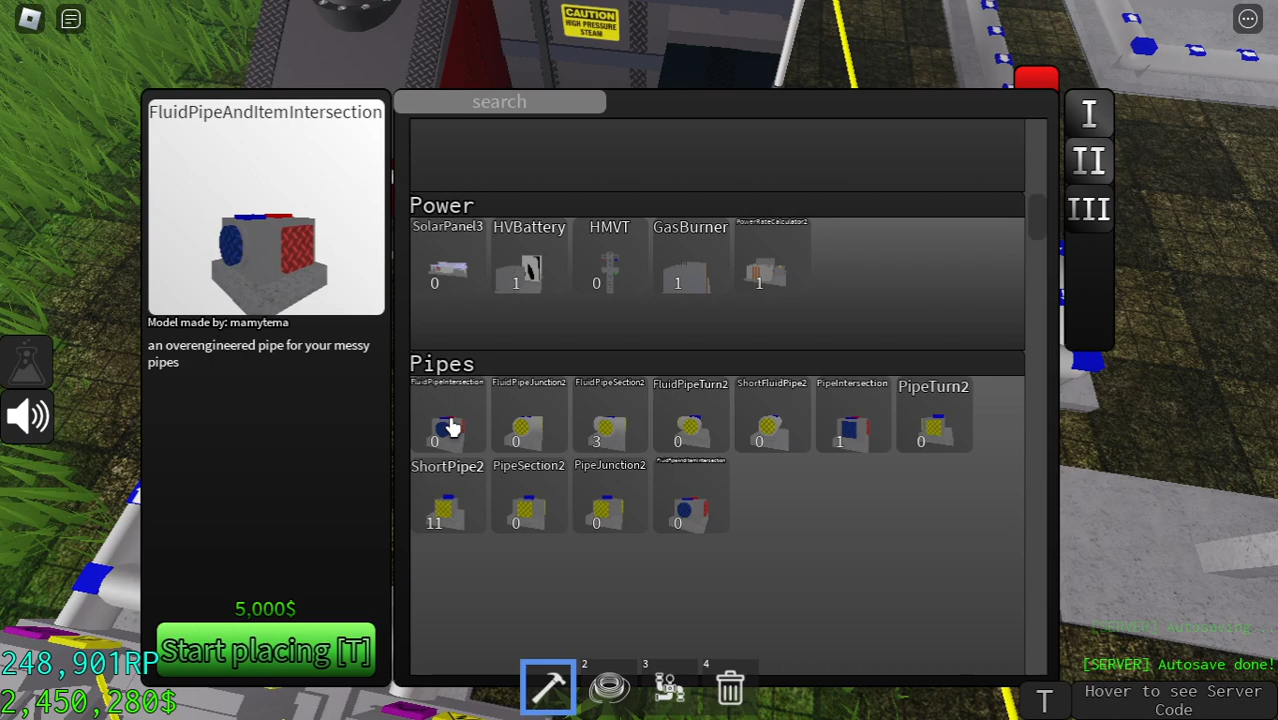 CAUTION
HIGH PRESSURE
STEAM
FluidPipeAndItemIntersection
search
I
II
III
Power
SolarPanel3
HVBattery
HMVT
GasBurner
PowerRateCalculator2
0
1
0
1
1
Model made by: mamytema
an overengineered pipe for your messy
pipes
Pipes
FluidPipeIntersection
FluidPipeJunction2
FluidPipeSection2
FluidPipeTurn2
ShortFluidPipe2
PipeIntersection
PipeTurn2
0
0
3
0
0
1
0
ShortPipe2
PipeSection2
PipeJunction2
FluidPipeAndItemIntersection
11
0
0
0
5,000$
Start placing [T]
248,901RP
2,450,280$
2
3
4
[SERVER] Autosaving...
[SERVER] Autosave done!
T
Hover to see Server
Code